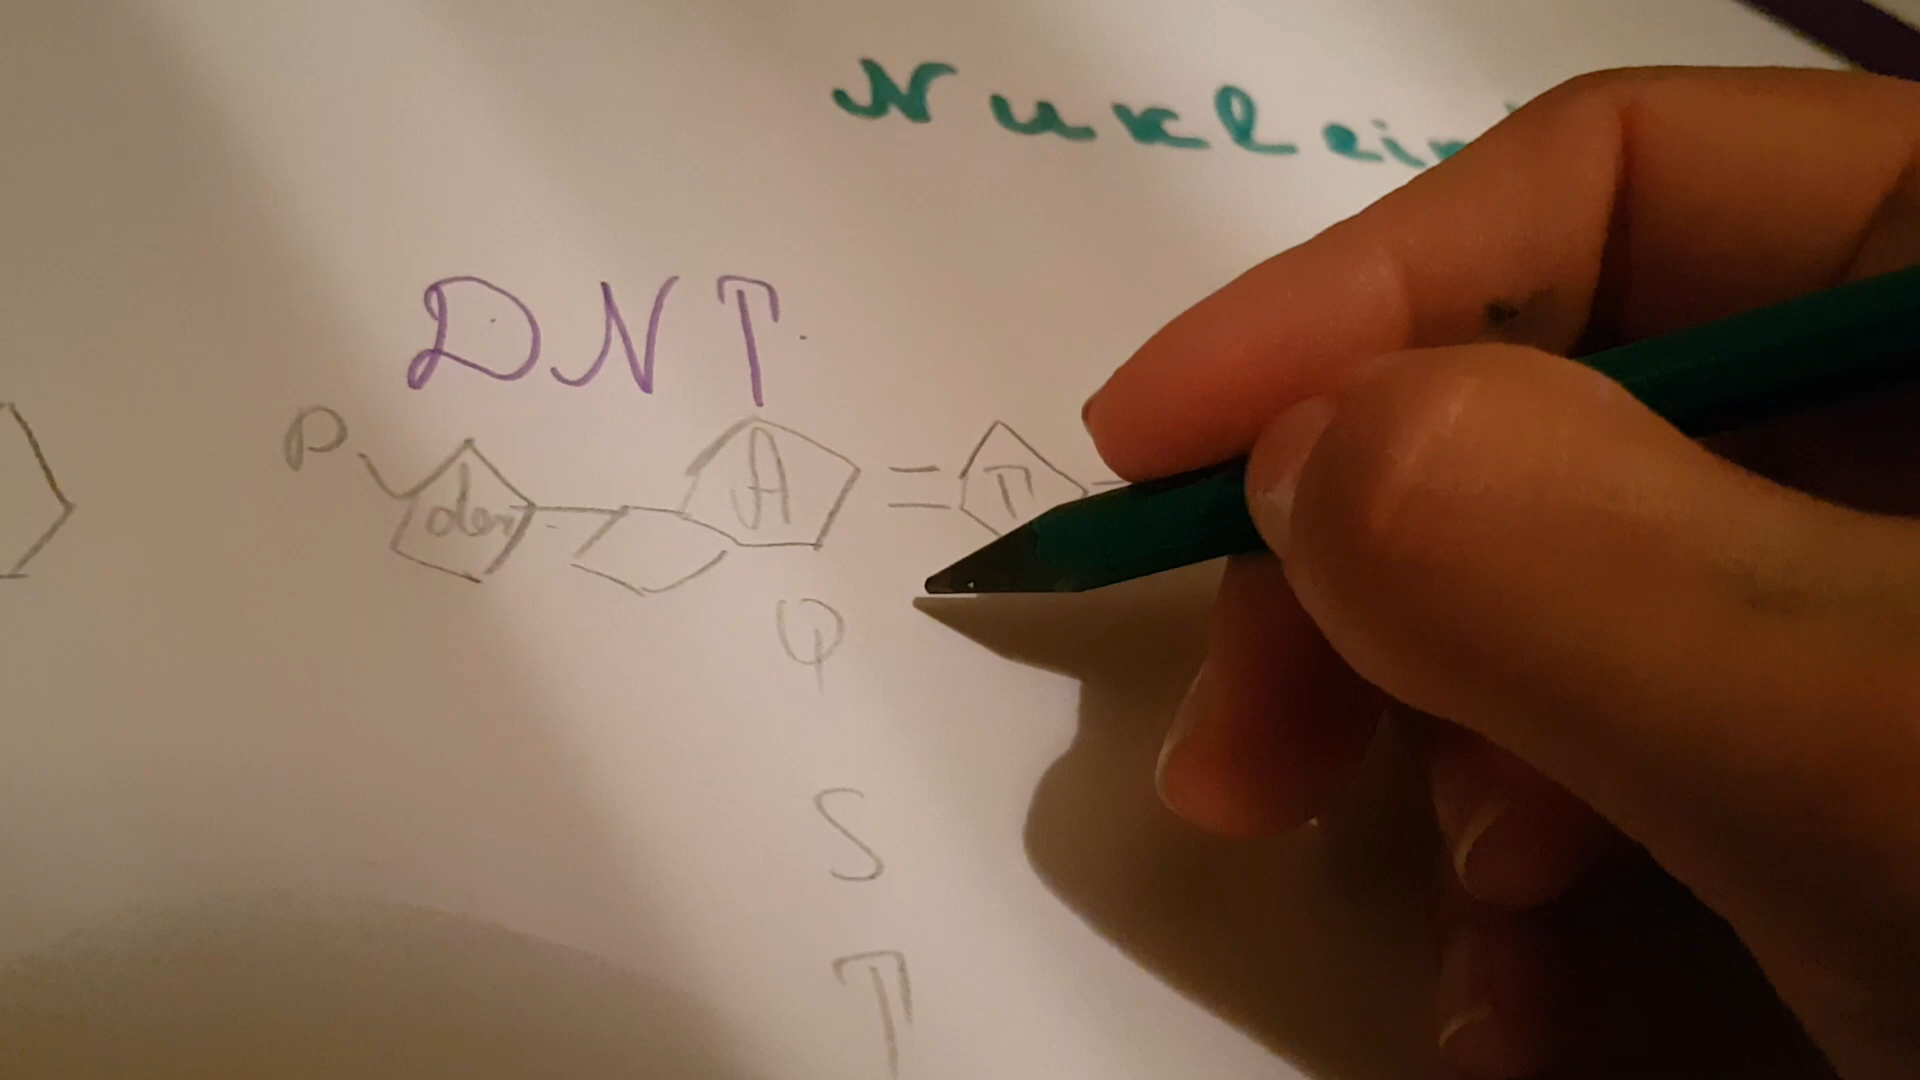 Nuklein
DNT
P dez A = T
Q
S
T